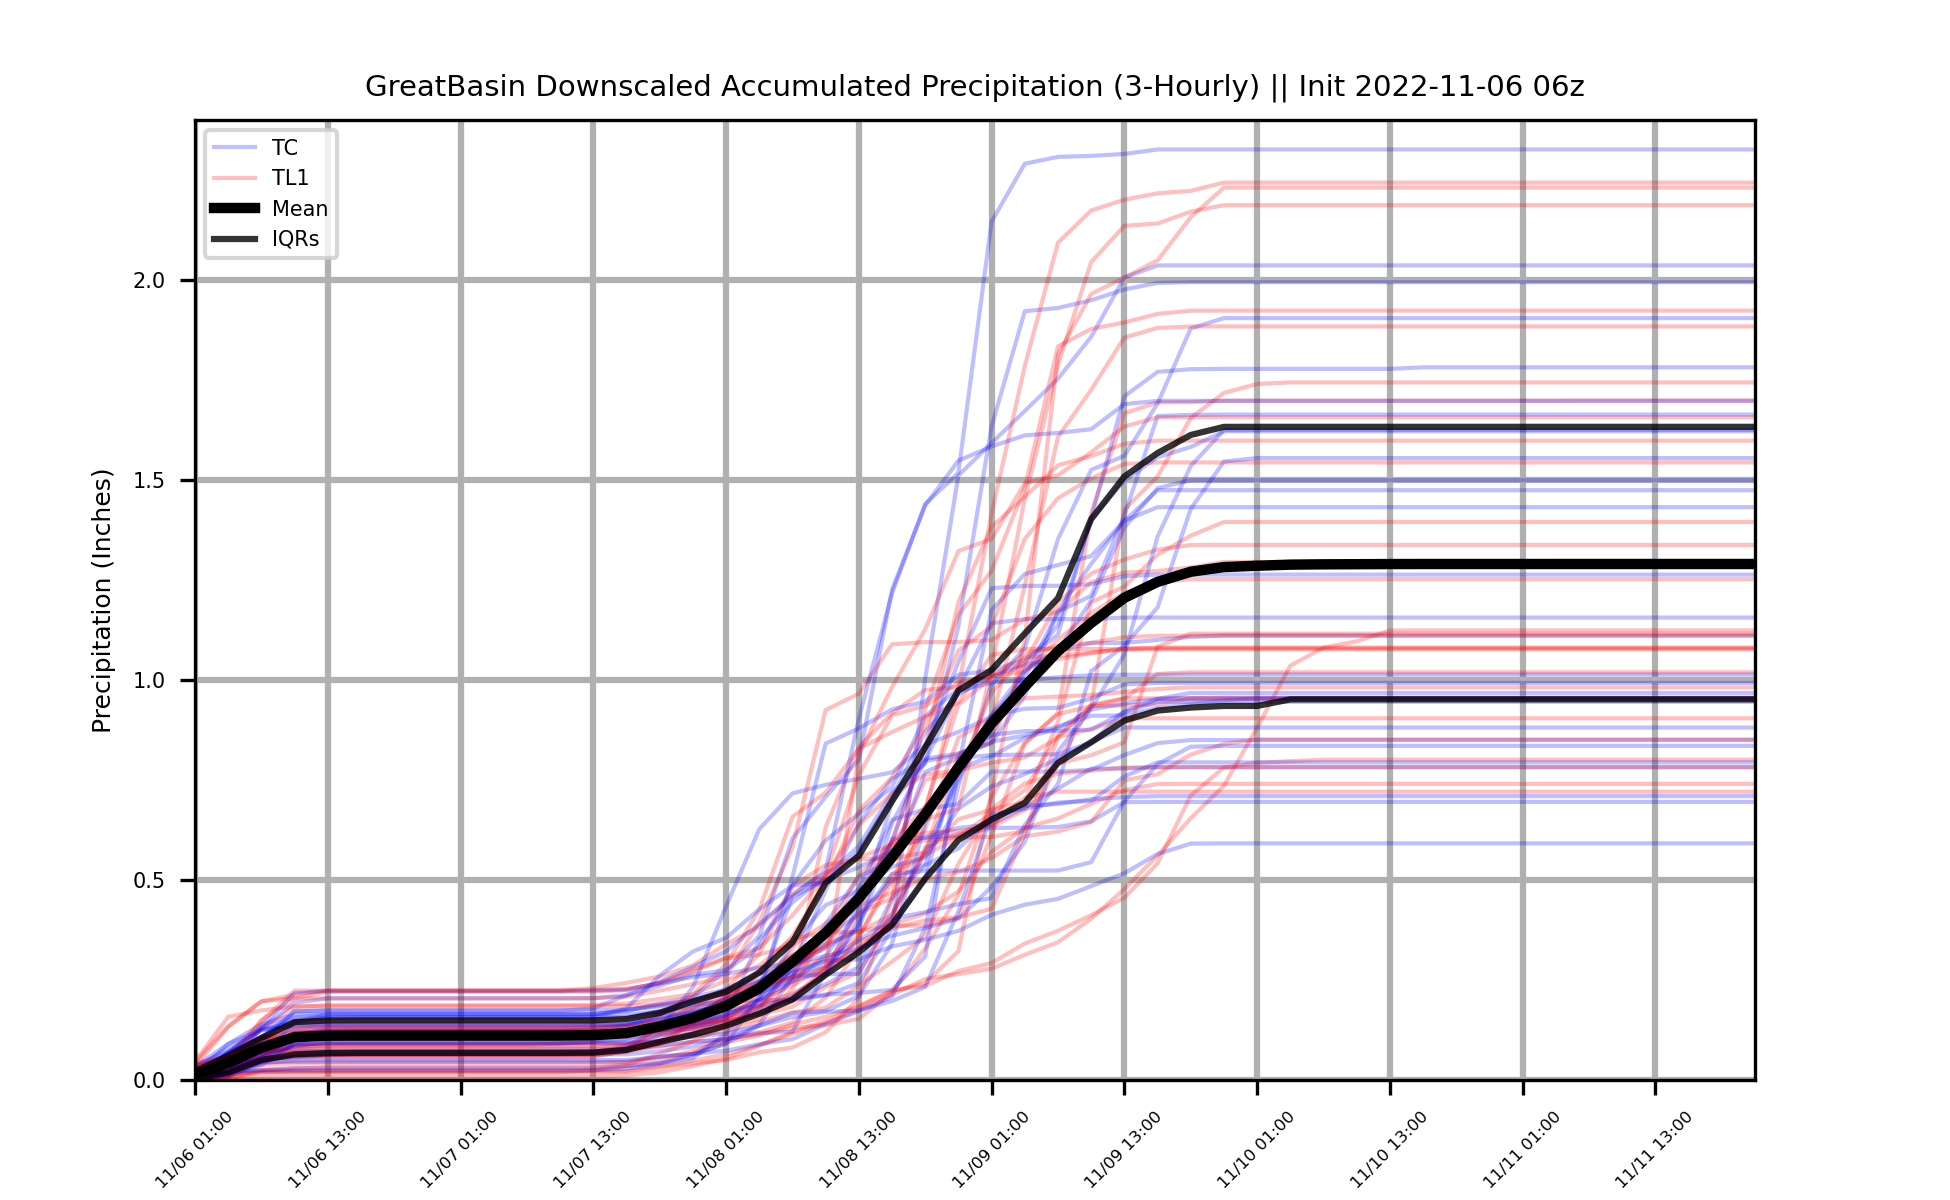 GreatBasin Downscaled Accumulated Precipitation (3-Hourly) || Init 2022-11-06 06z
TC
TL1
Mean
IQRs
Precipitation (Inches)
2.0
1.5
1.0
0.5
0.0
11/06 01:00
11/06 13:00
11/07 01:00
11/07 13:00
11/08 01:00
11/08 13:00
11/09 01:00
11/09 13:00
11/10 01:00
11/10 13:00
11/11 01:00
11/11 13:00